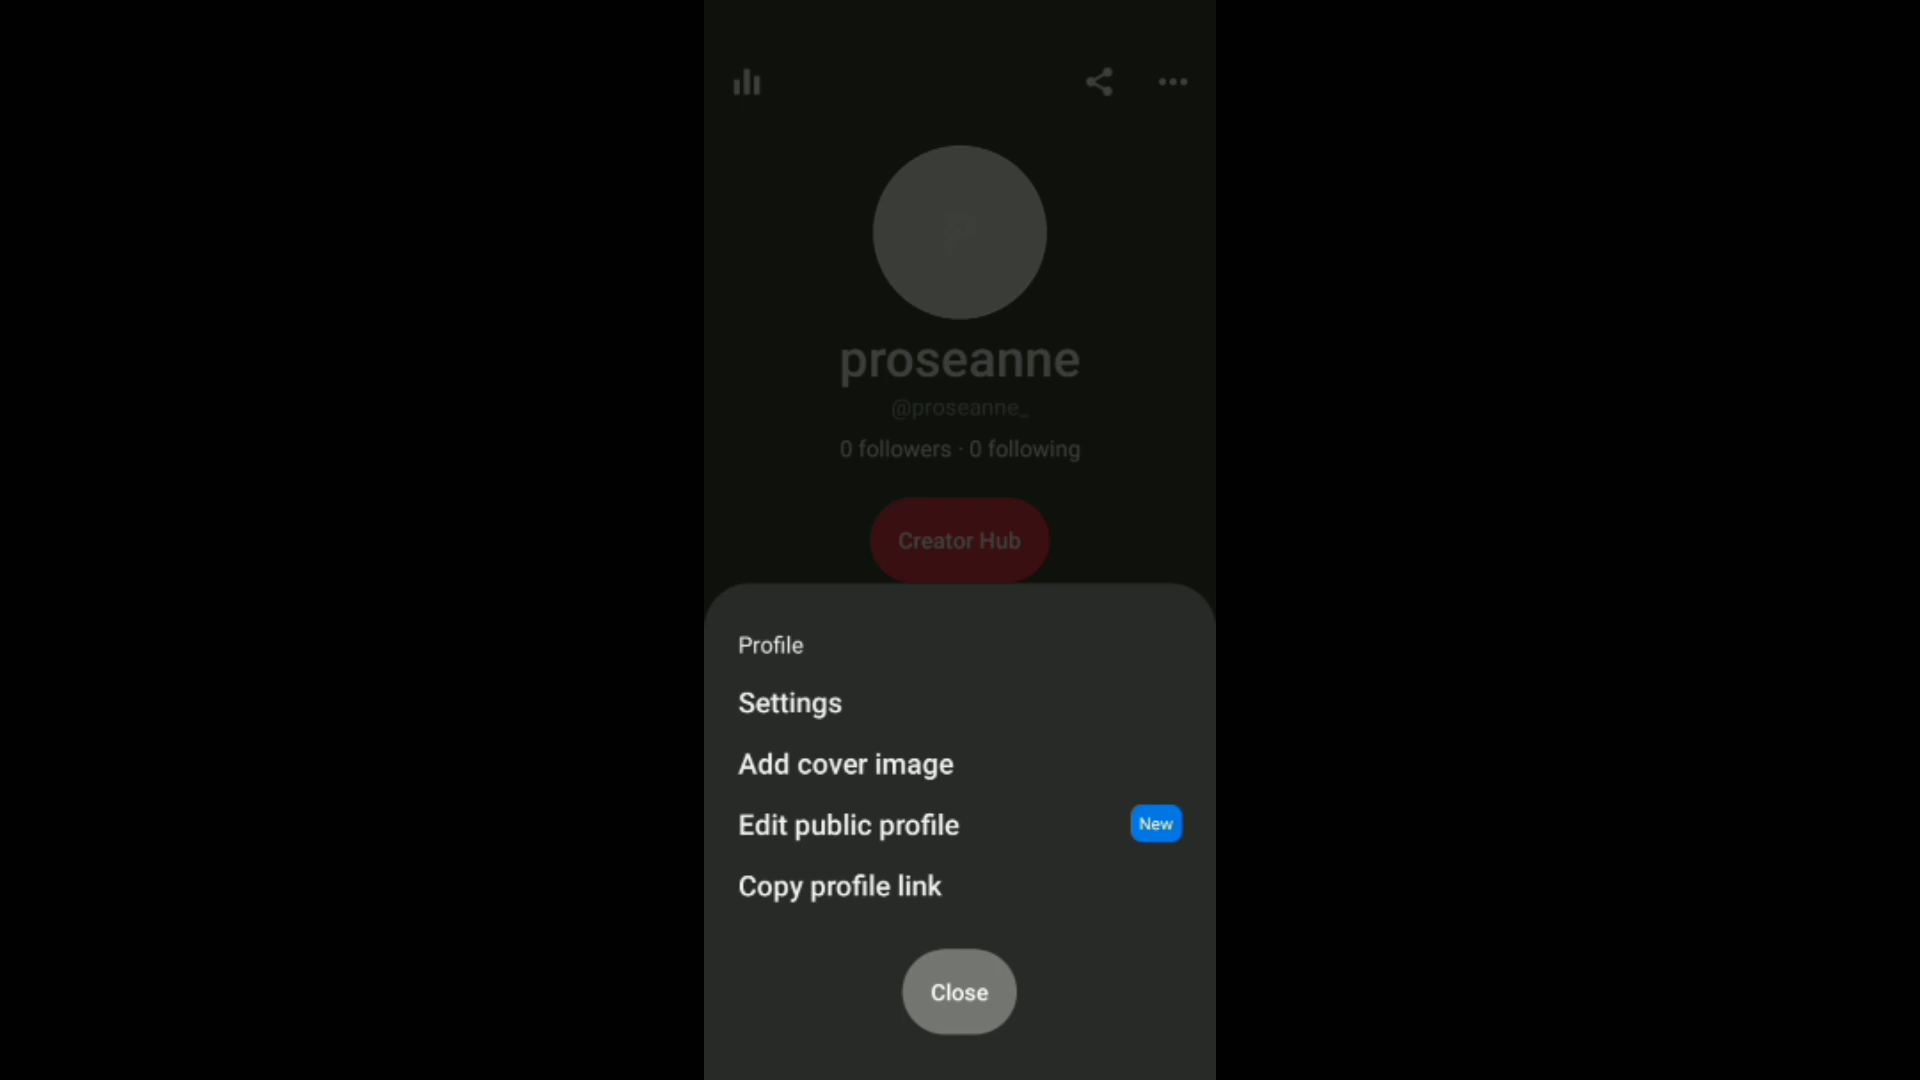 proseanne
@proseanne_
0 followers · 0 following
Creator Hub
Profile
Settings
Add cover image
Edit public profile
New
Copy profile link
Close